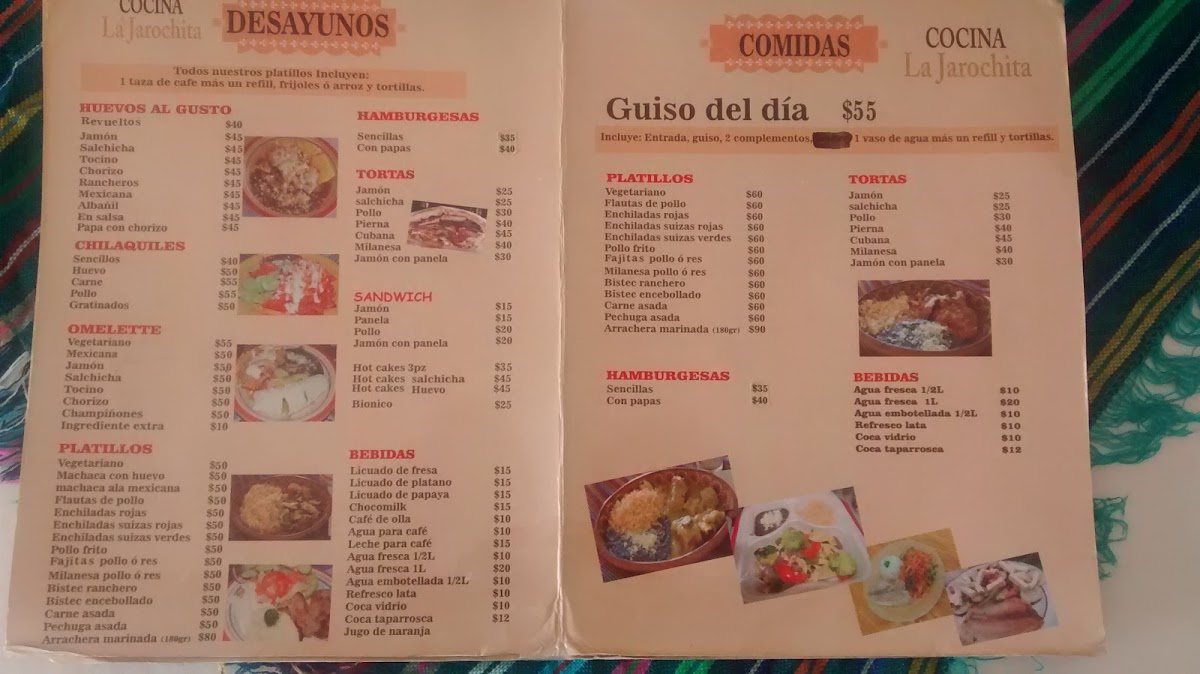 COCINA
La Jarochita
DESAYUNOS
Todos nuestros platillos Incluyen:
1 taza de cafe más un refill, frijoles ó arroz y tortillas.
HUEVOS AL GUSTO
Revueltos $40
Jamón $45
Salchicha $45
Tocino $45
Chorizo $45
Rancheros $45
Mexicana $45
Albañil $45
En salsa $45
Papa con chorizo $45
CHILAQUILES
Sencillos $40
Huevo $50
Carne $55
Pollo $55
Gratinados $50
OMELETTE
Vegetariano $55
Mexicana $50
Jamón $50
Salchicha $50
Tocino $50
Chorizo $50
Champiñones $50
Ingrediente extra $10
PLATILLOS
Vegetariano $50
Machaca con huevo $50
machaca ala mexicana $50
Flautas de pollo $50
Enchiladas rojas $50
Enchiladas suizas rojas $50
Enchiladas suizas verdes $50
Pollo frito $50
Fajitas pollo ó res $50
Milanesa pollo ó res $50
Bistec ranchero $50
Bistec encebollado $50
Carne asada $50
Pechuga asada $50
Arrachera marinada (180gr) $80
HAMBURGESAS
Sencillas $35
Con papas $40
TORTAS
Jamón $25
salchicha $25
Pollo $30
Pierna $40
Cubana $45
Milanesa $40
Jamón con panela $30
SANDWICH
Jamón $15
Panela $15
Pollo $20
Jamón con panela $20
Hot cakes 3pz $35
Hot cakes salchicha $45
Hot cakes Huevo $45
Bionico $25
BEBIDAS
Licuado de fresa $15
Licuado de platano $15
Licuado de papaya $15
Chocomilk $15
Café de olla $10
Agua para café $10
Leche para café $15
Agua fresca 1/2L $10
Agua fresca 1L $20
Agua embotellada 1/2L $10
Refresco lata $10
Coca vidrio $10
Coca taparrosca $12
Jugo de naranja
COMIDAS
COCINA
La Jarochita
Guiso del día $55
Incluye: Entrada, guiso, 2 complementos, 1 vaso de agua más un refill y tortillas.
PLATILLOS
Vegetariano $60
Flautas de pollo $60
Enchiladas rojas $60
Enchiladas suizas rojas $60
Enchiladas suizas verdes $60
Pollo frito $60
Fajitas pollo ó res $60
Milanesa pollo ó res $60
Bistec ranchero $60
Bistec encebollado $60
Carne asada $60
Pechuga asada $60
Arrachera marinada (180gr) $90
HAMBURGESAS
Sencillas $35
Con papas $40
TORTAS
Jamón $25
salchicha $25
Pollo $30
Pierna $40
Cubana $45
Milanesa $40
Jamón con panela $30
BEBIDAS
Agua fresca 1/2L $10
Agua fresca 1L $20
Agua embotellada 1/2L $10
Refresco lata $10
Coca vidrio $10
Coca taparrosca $12